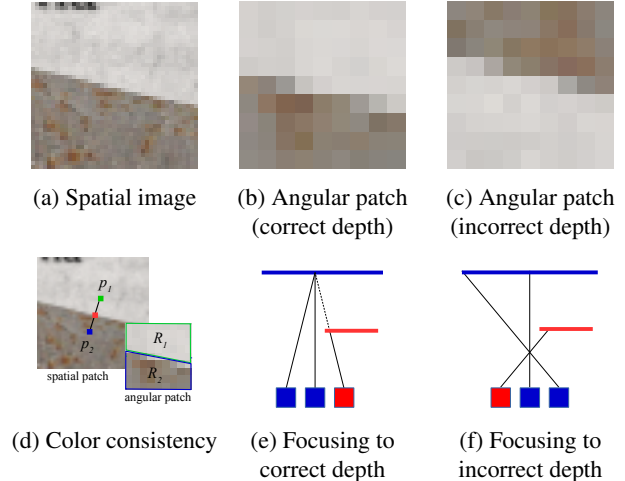 (a) Spatial image
(b) Angular patch
(correct depth)
(c) Angular patch
(incorrect depth)
p1
p2
R1
R2
spatial patch
angular patch
(d) Color consistency
(e) Focusing to
correct depth
(f) Focusing to
incorrect depth